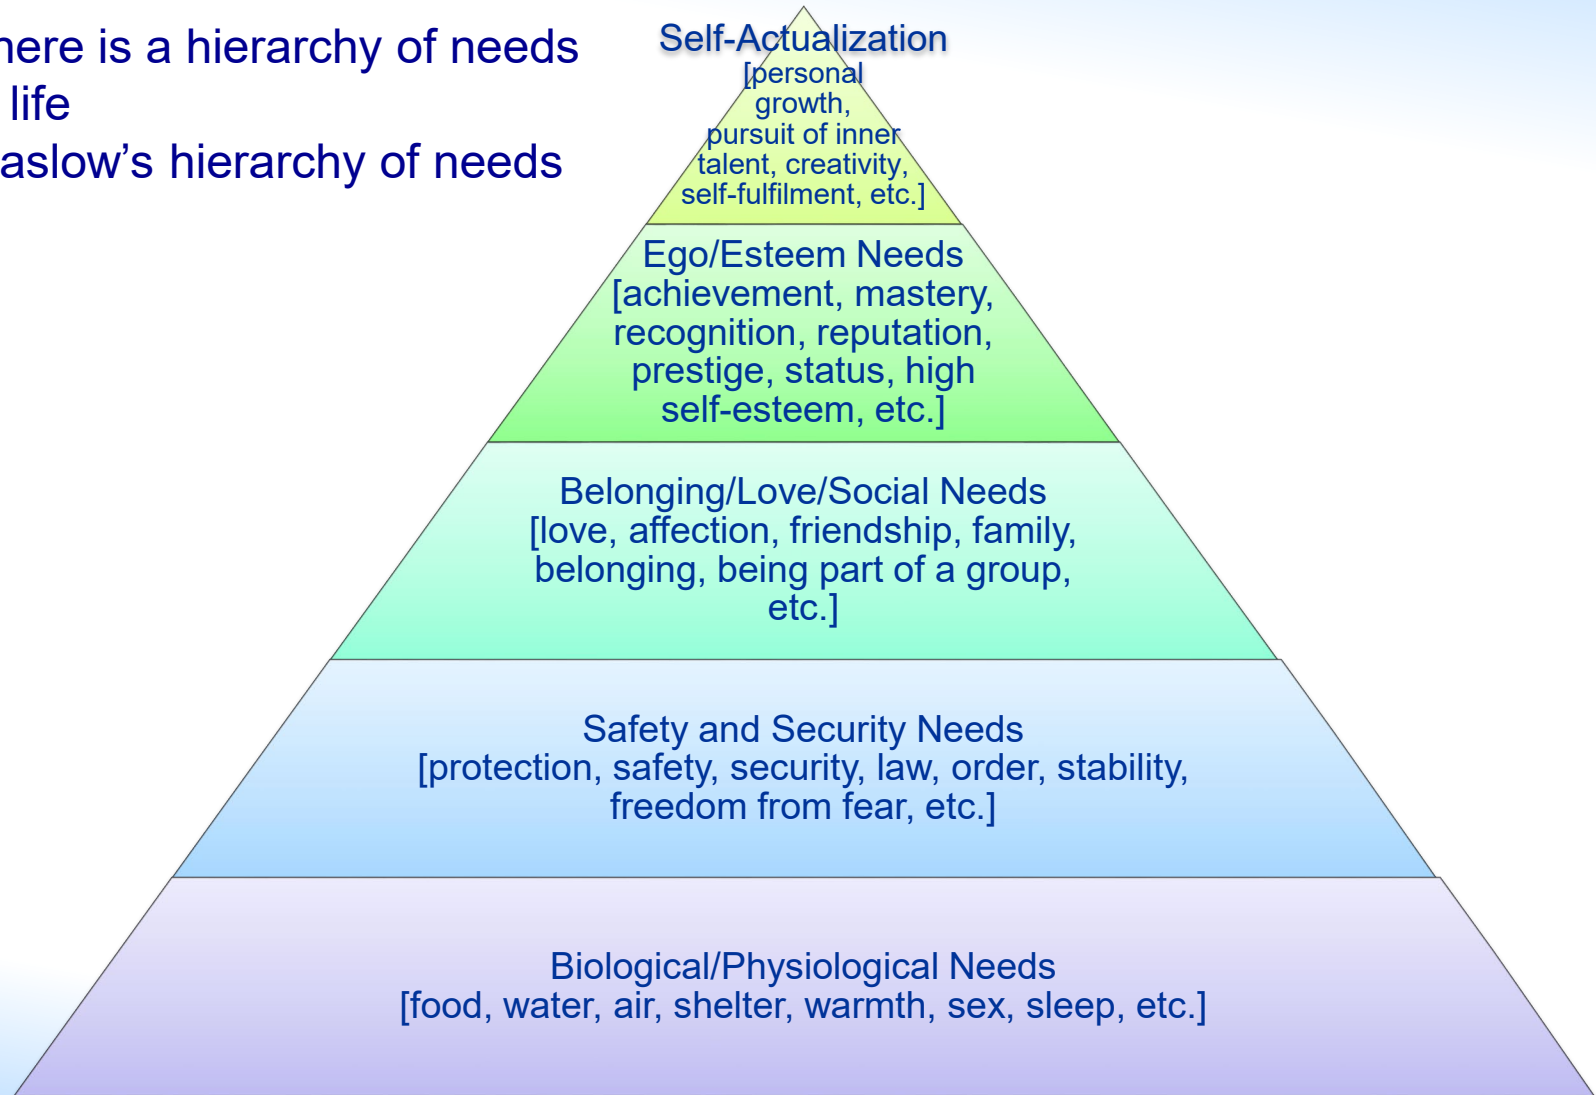 here is a hierarchy of needs
life
aslow’s hierarchy of needs
Self-Actualization
[personal
growth,
pursuit of inner
talent, creativity,
self-fulfilment, etc.]
Ego/Esteem Needs
[achievement, mastery,
recognition, reputation,
prestige, status, high
self-esteem, etc.]
Belonging/Love/Social Needs
[love, affection, friendship, family,
belonging, being part of a group,
etc.]
Safety and Security Needs
[protection, safety, security, law, order, stability,
freedom from fear, etc.]
Biological/Physiological Needs
[food, water, air, shelter, warmth, sex, sleep, etc.]